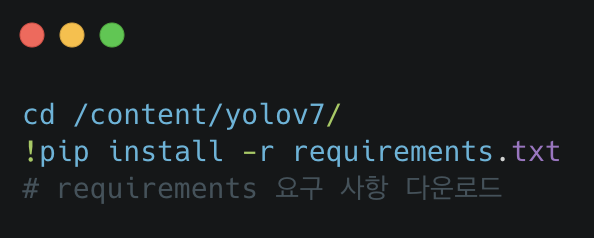 cd /content/yolov7/
!pip install -r requirements.txt
# requirements 요구 사항 다운로드